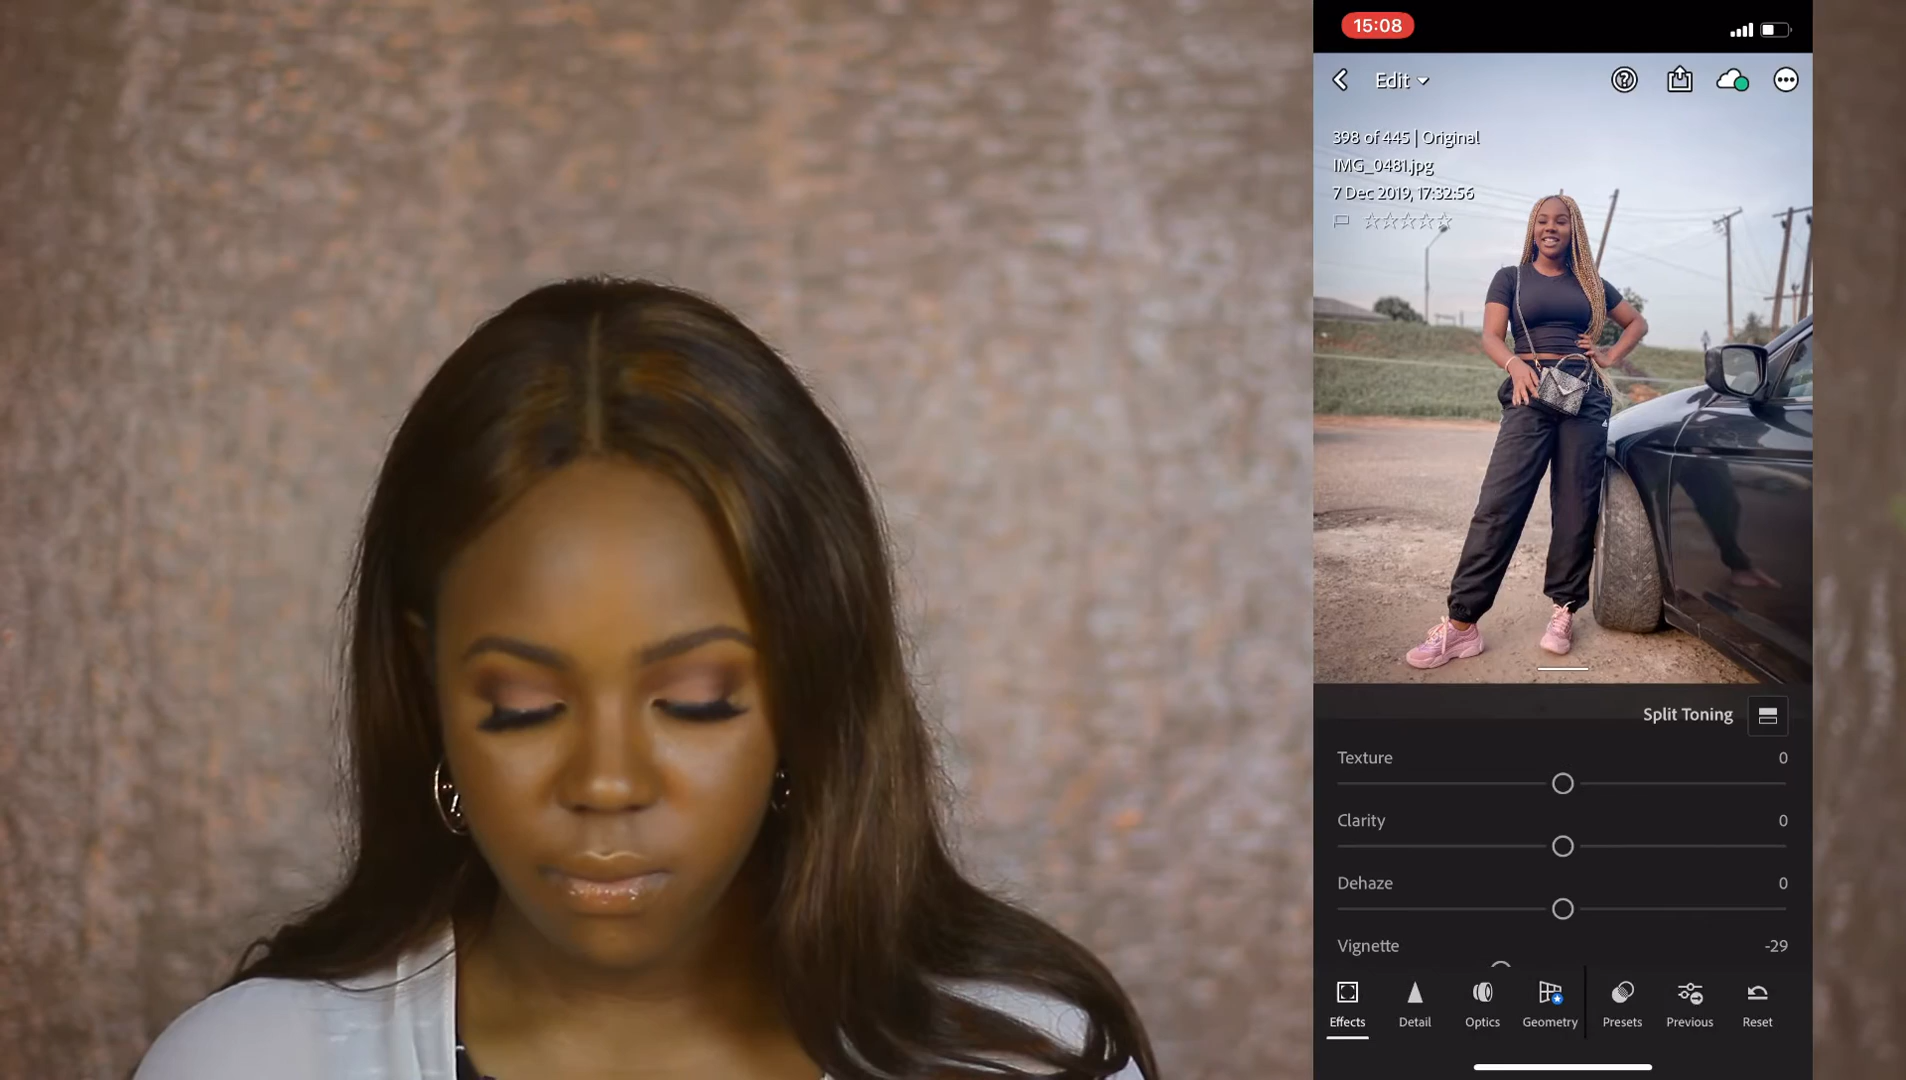 15:08
Edit
398 of 445 | Original
IMG_0481.jpg
7 Dec 2019, 17:32:56
Split Toning
Texture 0
Clarity 0
Dehaze 0
Vignette -29
Effects Detail Optics Geometry Presets Previous Reset